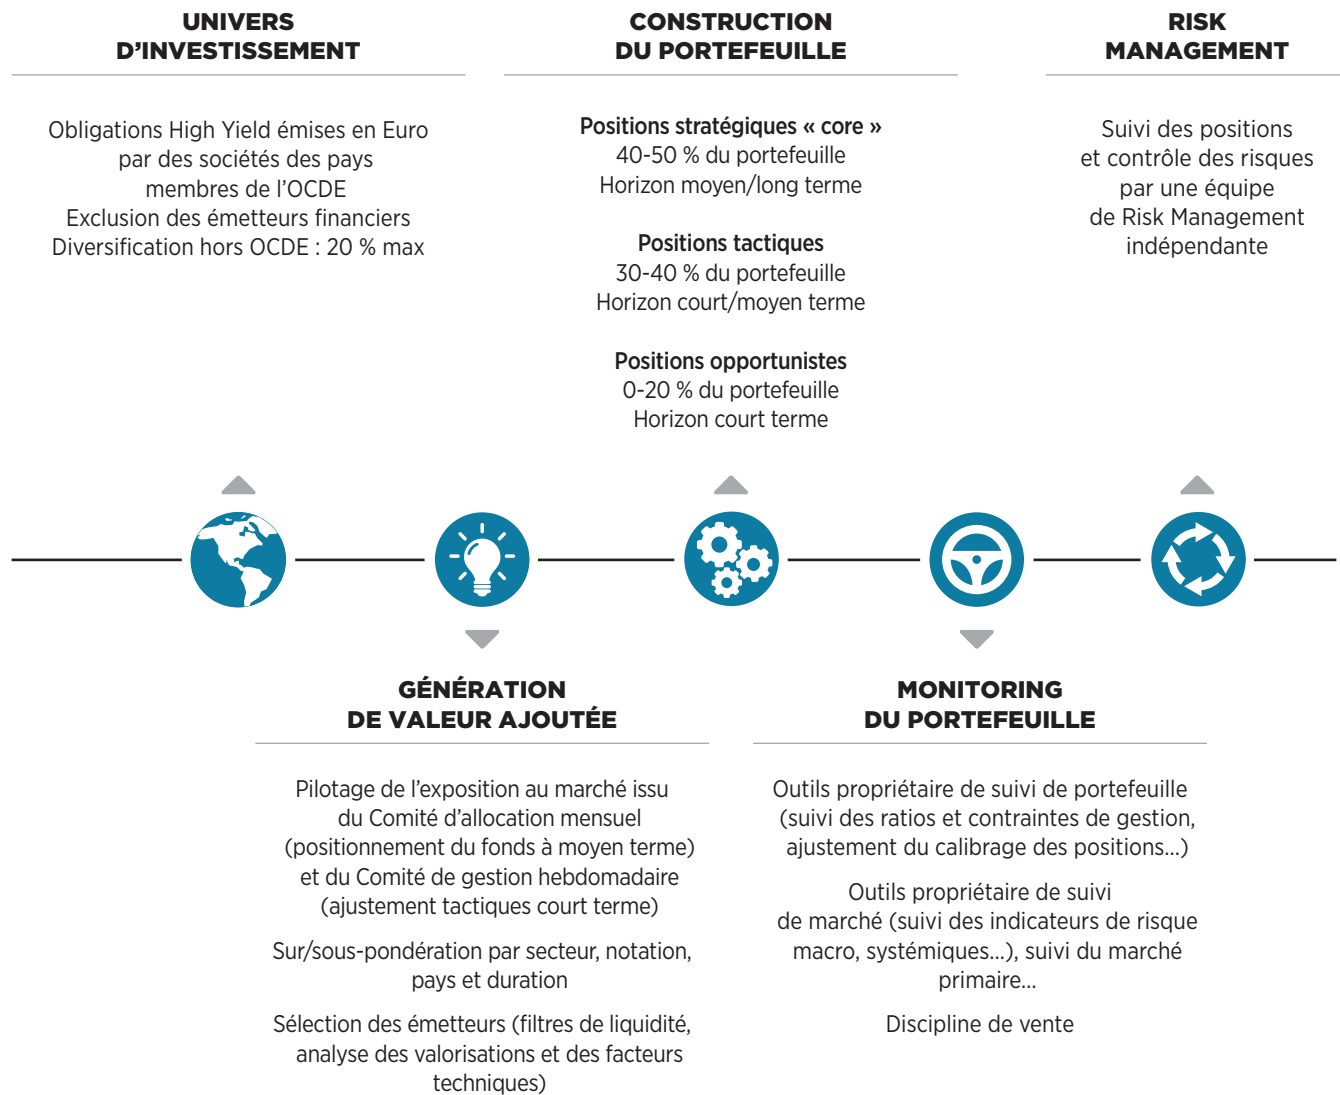 UNIVERS
D'INVESTISSEMENT
Obligations High Yield émises en Euro
par des sociétés des pays
membres de l'OCDE
Exclusion des émetteurs financiers
Diversification hors OCDE : 20 % max
CONSTRUCTION
DU PORTEFEUILLE
Positions stratégiques « core »
40-50 % du portefeuille
Horizon moyen/long terme
Positions tactiques
30-40 % du portefeuille
Horizon court/moyen terme
Positions opportunistes
0-20 % du portefeuille
Horizon court terme
RISK
MANAGEMENT
Suivi des positions
et contrôle des risques
par une équipe
de Risk Management
indépendante
GÉNÉRATION
DE VALEUR AJOUTÉE
Pilotage de l'exposition au marché issu
du Comité d'allocation mensuel
(positionnement du fonds à moyen terme)
et du Comité de gestion hebdomadaire
(ajustement tactiques court terme)
Sur/sous-pondération par secteur, notation,
pays et duration
Sélection des émetteurs (filtres de liquidité,
analyse des valorisations et des facteurs
techniques)
MONITORING
DU PORTEFEUILLE
Outils propriétaire de suivi de portefeuille
(suivi des ratios et contraintes de gestion,
ajustement du calibrage des positions...)
Outils propriétaire de suivi
de marché (suivi des indicateurs de risque
macro, systémiques...), suivi du marché
primaire...
Discipline de vente